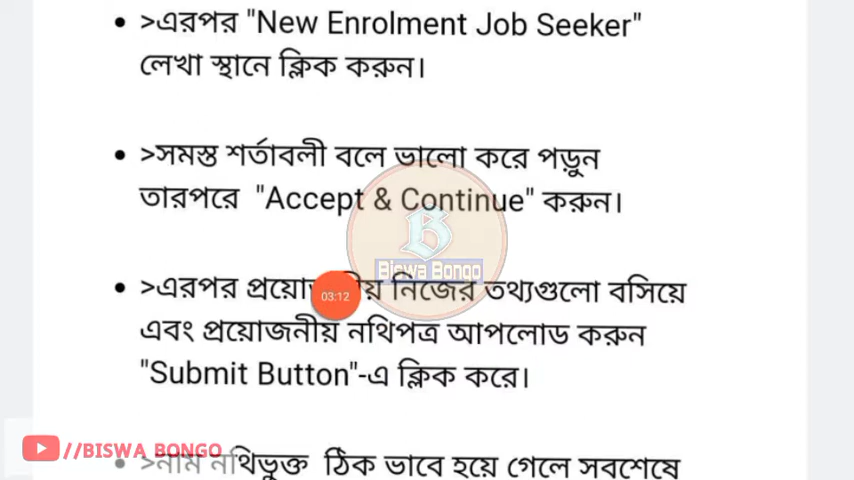 >এরপর "New Enrolment Job Seeker"
লেখা স্থানে ক্লিক করুন।
>সমস্ত শর্তাবলী বলে ভালো করে পড়ুন
তারপরে "Accept & Continue" করুন।
B
Biswa Bongo
>এরপর নিজের তথ্যগুলো বসিয়ে
03:12
এবং প্রয়োজনীয় নথিপত্র আপলোড করুন
"Submit Button"-এ ক্লিক করে।
//BISWA BONGO
>নাম নথিভুক্ত ঠিক ভাবে হয়ে গেলে সবশেষে